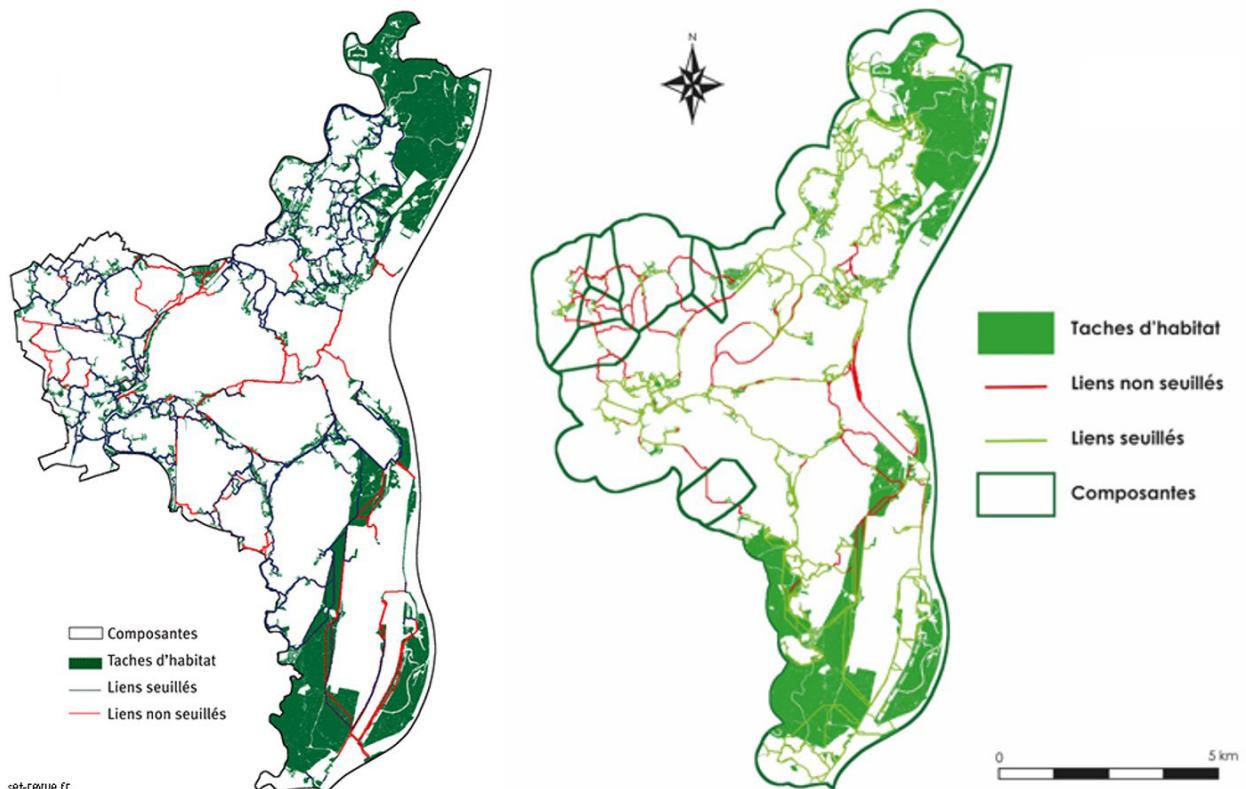 N
Composantes
Taches d'habitat
Liens seuillés
Liens non seuillés
set-revue.fr
Taches d'habitat
Liens non seuillés
Liens seuillés
Composantes
0 5 km